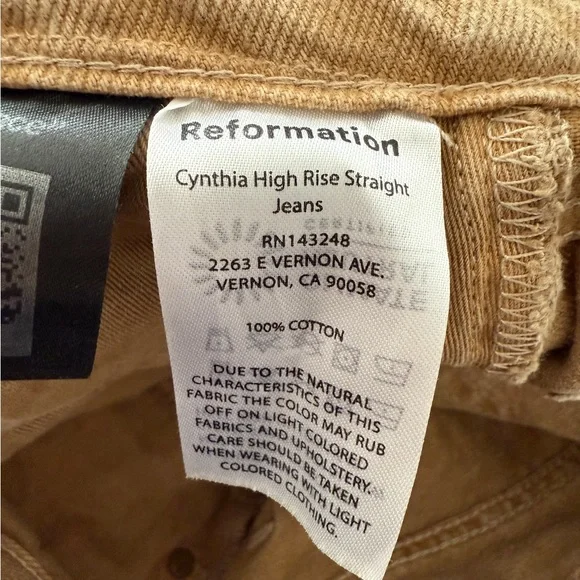 Reformation
Cynthia High Rise Straight
Jeans
RN143248
2263 E VERNON AVE.
VERNON, CA 90058
100% COTTON
DUE TO THE NATURAL
CHARACTERISTICS OF THIS
FABRIC THE COLOR MAY RUB
OFF ON LIGHT COLORED
FABRICS AND UPHOLSTERY.
CARE SHOULD BE TAKEN
WHEN WEARING WITH LIGHT
COLORED CLOTHING.